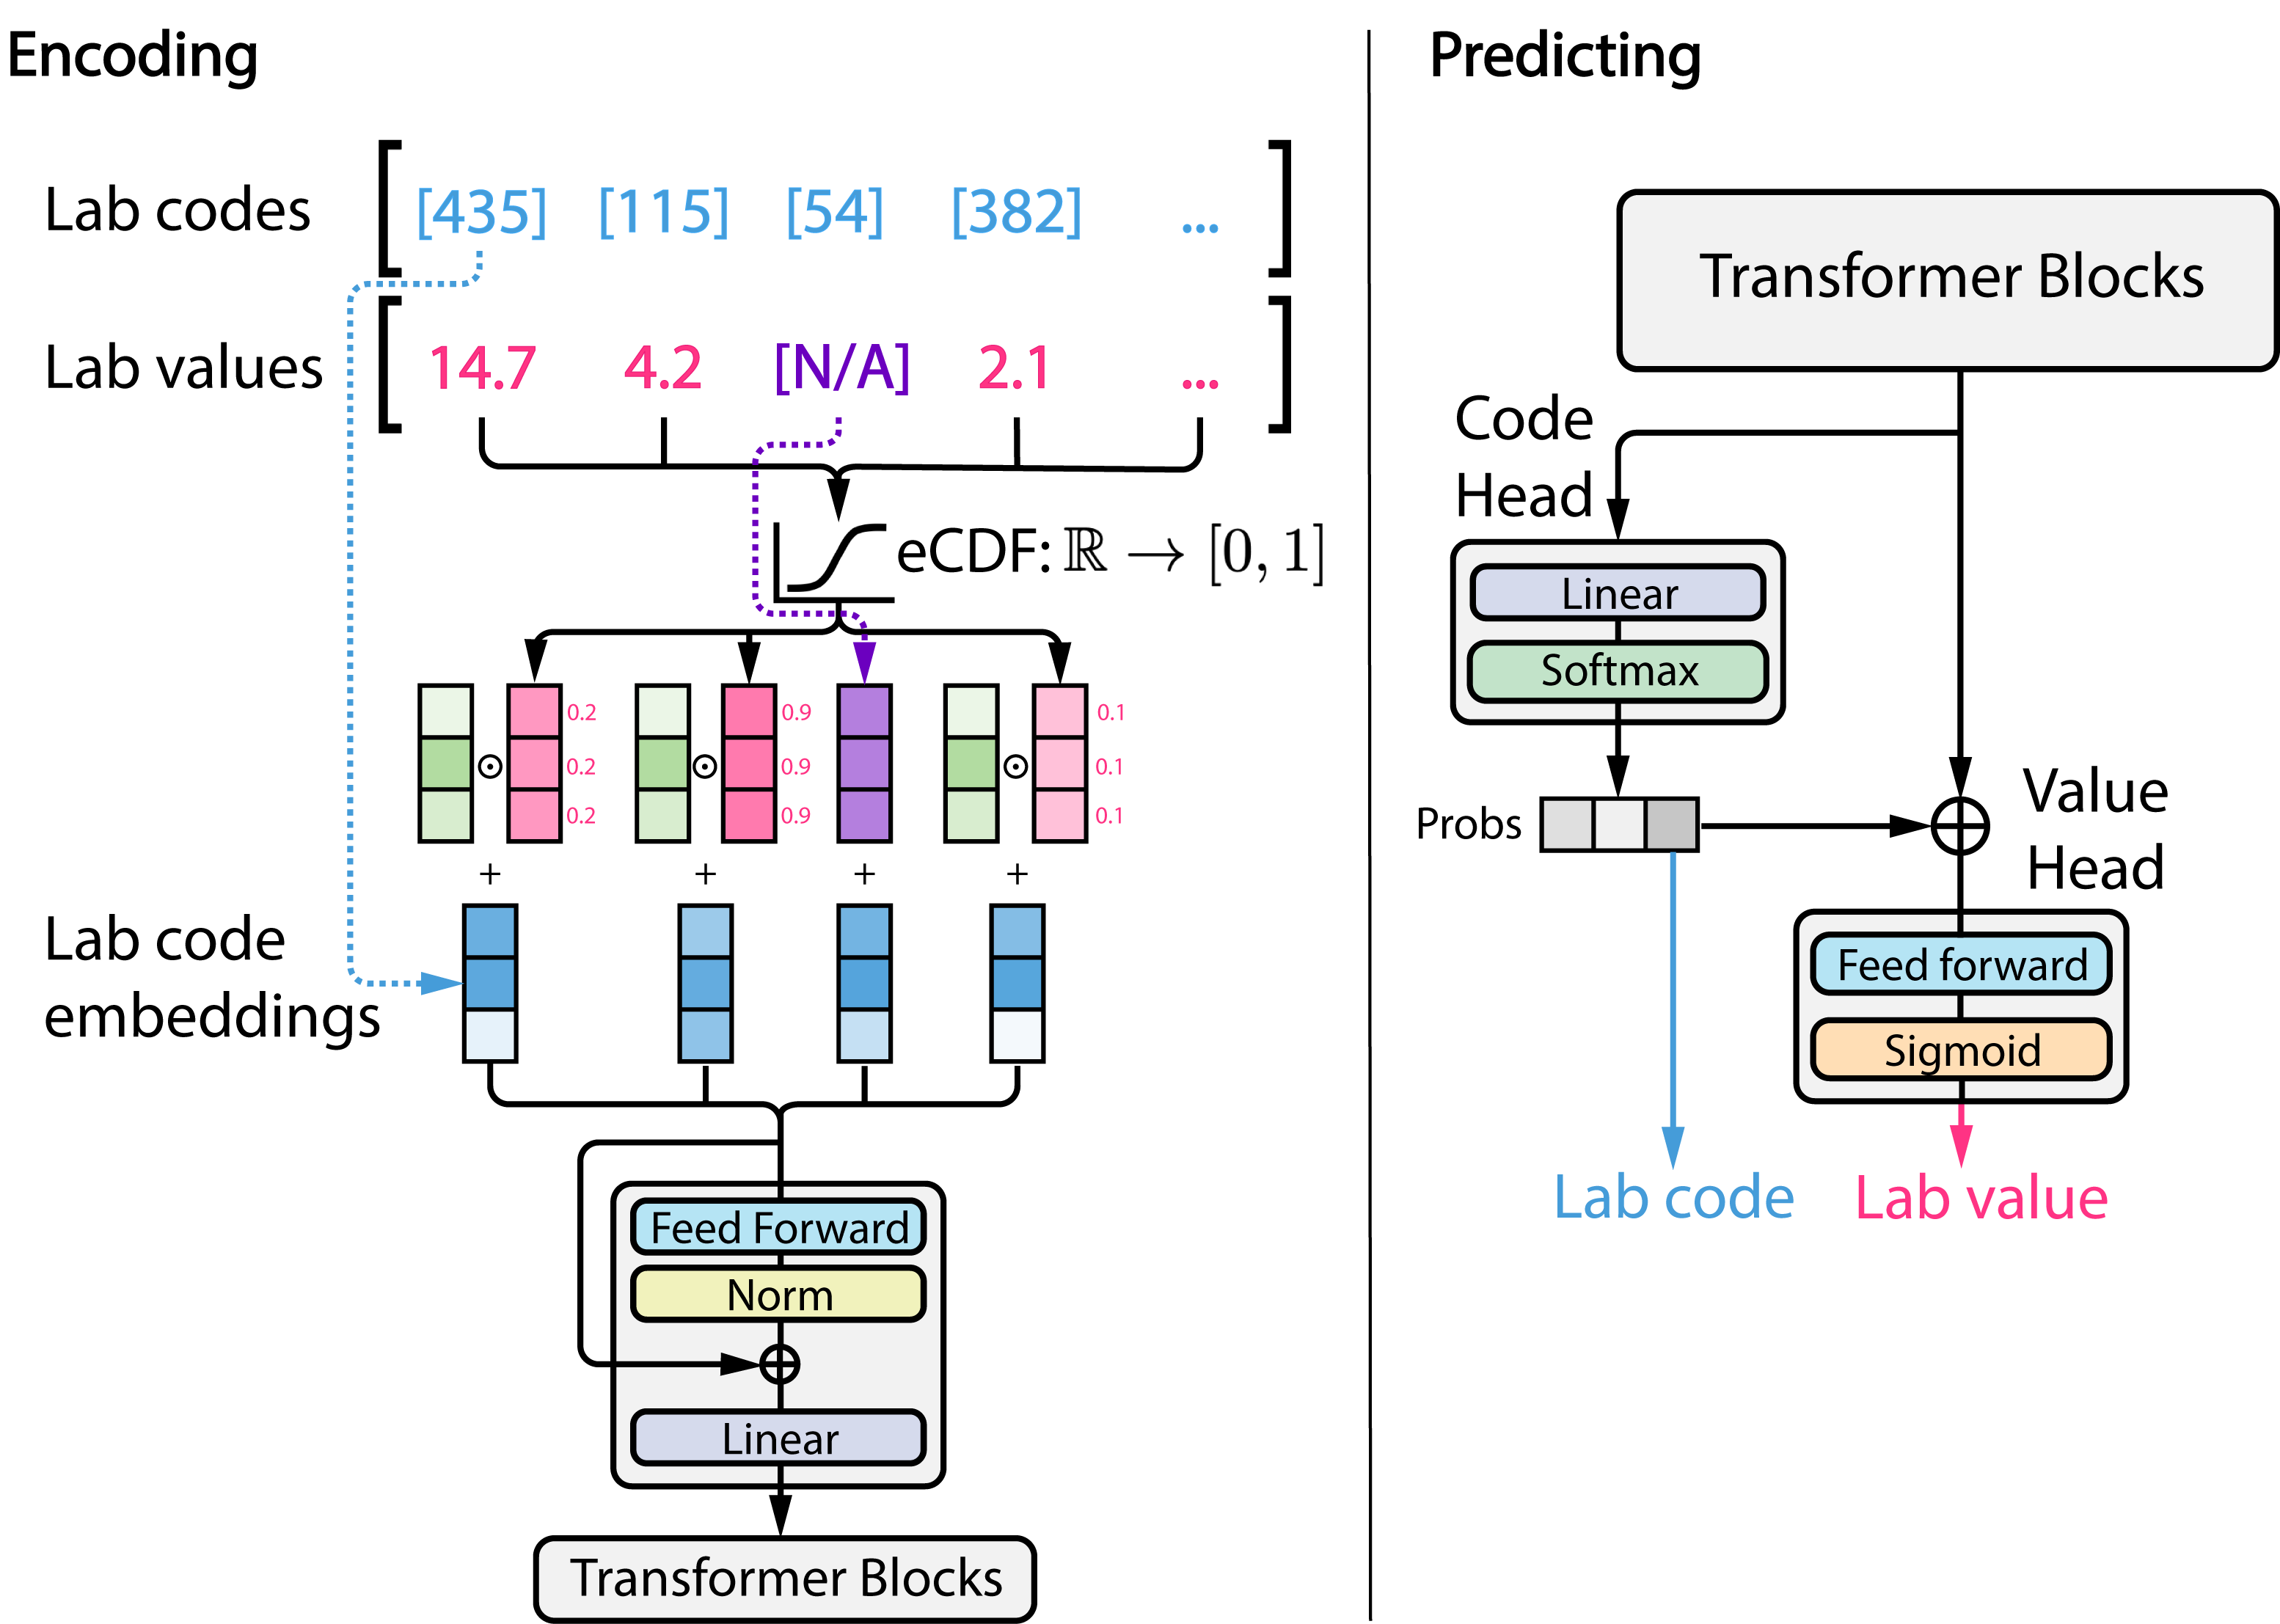 Encoding
Lab codes [435] [115] [54] [382] ...
Lab values 14.7 4.2 [N/A] 2.1 ...
eCDF: ℝ → [0, 1]
0.2 0.9 0.1
⊙ ⊙ ⊙
0.2 0.9 0.1
0.2 0.9 0.1
+ + + +
Lab code
embeddings
Feed Forward
Norm
Linear
Transformer Blocks
Predicting
Transformer Blocks
Code
Head
Linear
Softmax
Probs
Value
Head
Feed forward
Sigmoid
Lab code
Lab value